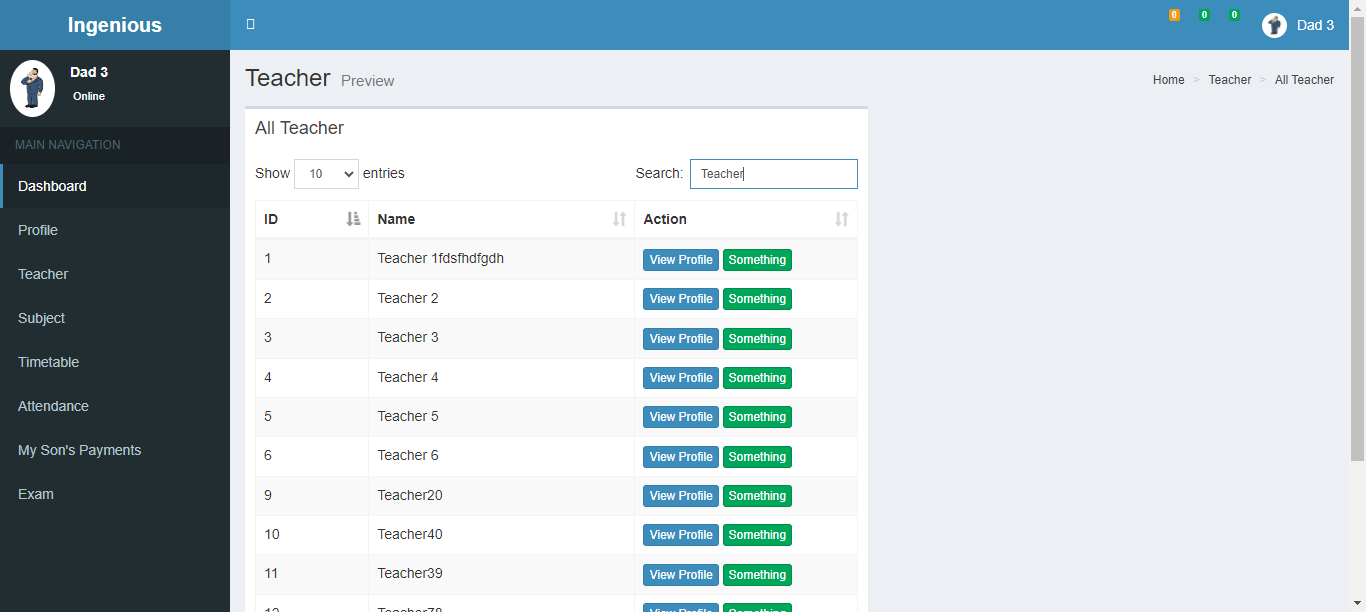 Ingenious
0 0 0 Dad 3
Dad 3
Online
MAIN NAVIGATION
Dashboard
Profile
Teacher
Subject
Timetable
Attendance
My Son's Payments
Exam
Teacher Preview
Home > Teacher > All Teacher
All Teacher
Show 10 entries Search: Teacher
ID Name Action
1 Teacher 1fdsfhdfgdh View Profile Something
2 Teacher 2 View Profile Something
3 Teacher 3 View Profile Something
4 Teacher 4 View Profile Something
5 Teacher 5 View Profile Something
6 Teacher 6 View Profile Something
9 Teacher20 View Profile Something
10 Teacher40 View Profile Something
11 Teacher39 View Profile Something
12 Teacher78 View Profile Something